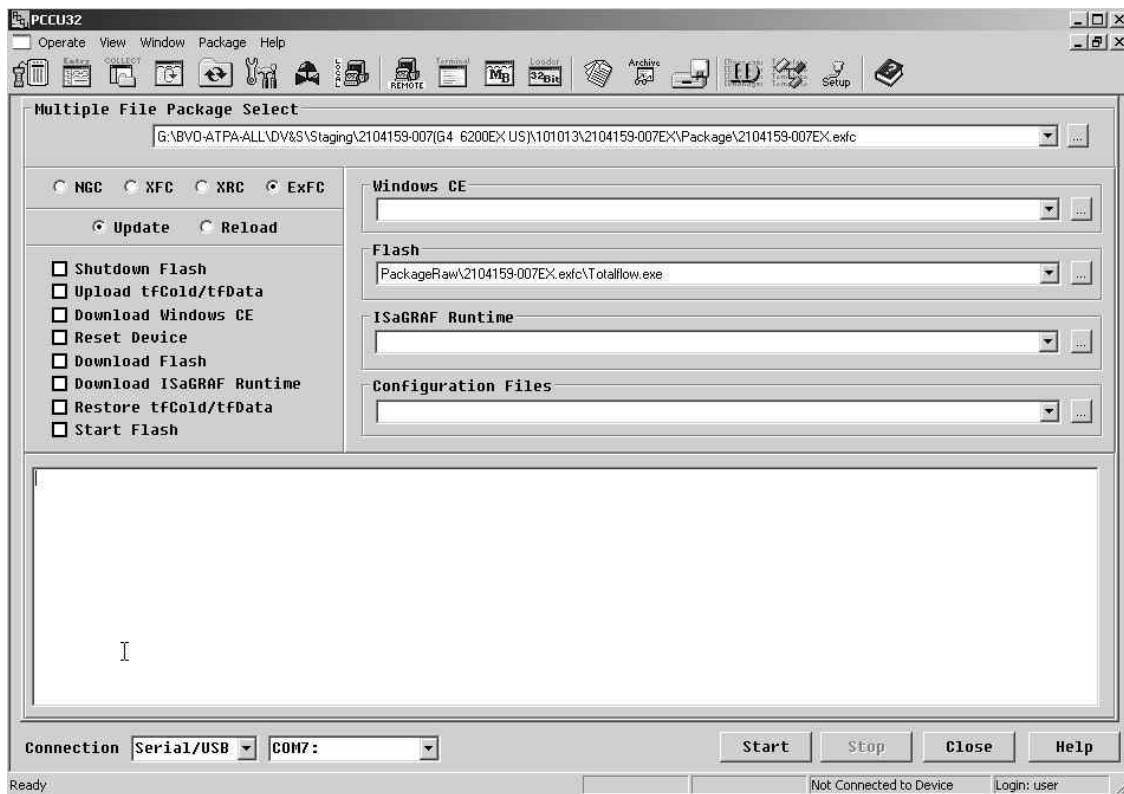 PCCU32
Operate View Window Package Help
Entry COLLECT LOCAL REMOTE Terminal MB Loader 32Bit Archive Setup
Multiple File Package Select
G:\BVO-ATPA-ALL\DV&S\Staging\2104159-007(G4 6200EX US)\101013\2104159-007EX\Package\2104159-007EX.exfc
...
NGC XFC XRC ExFC
Update Reload
Shutdown Flash
Upload tfCold/tfData
Download Windows CE
Reset Device
Download Flash
Download ISaGRAF Runtime
Restore tfCold/tfData
Start Flash
Windows CE
...
Flash
PackageRaw\2104159-007EX.exfc\Totalflow.exe
...
ISaGRAF Runtime
...
Configuration Files
...
Connection Serial/USB COM7:
Start Stop Close Help
Ready Not Connected to Device Login: user